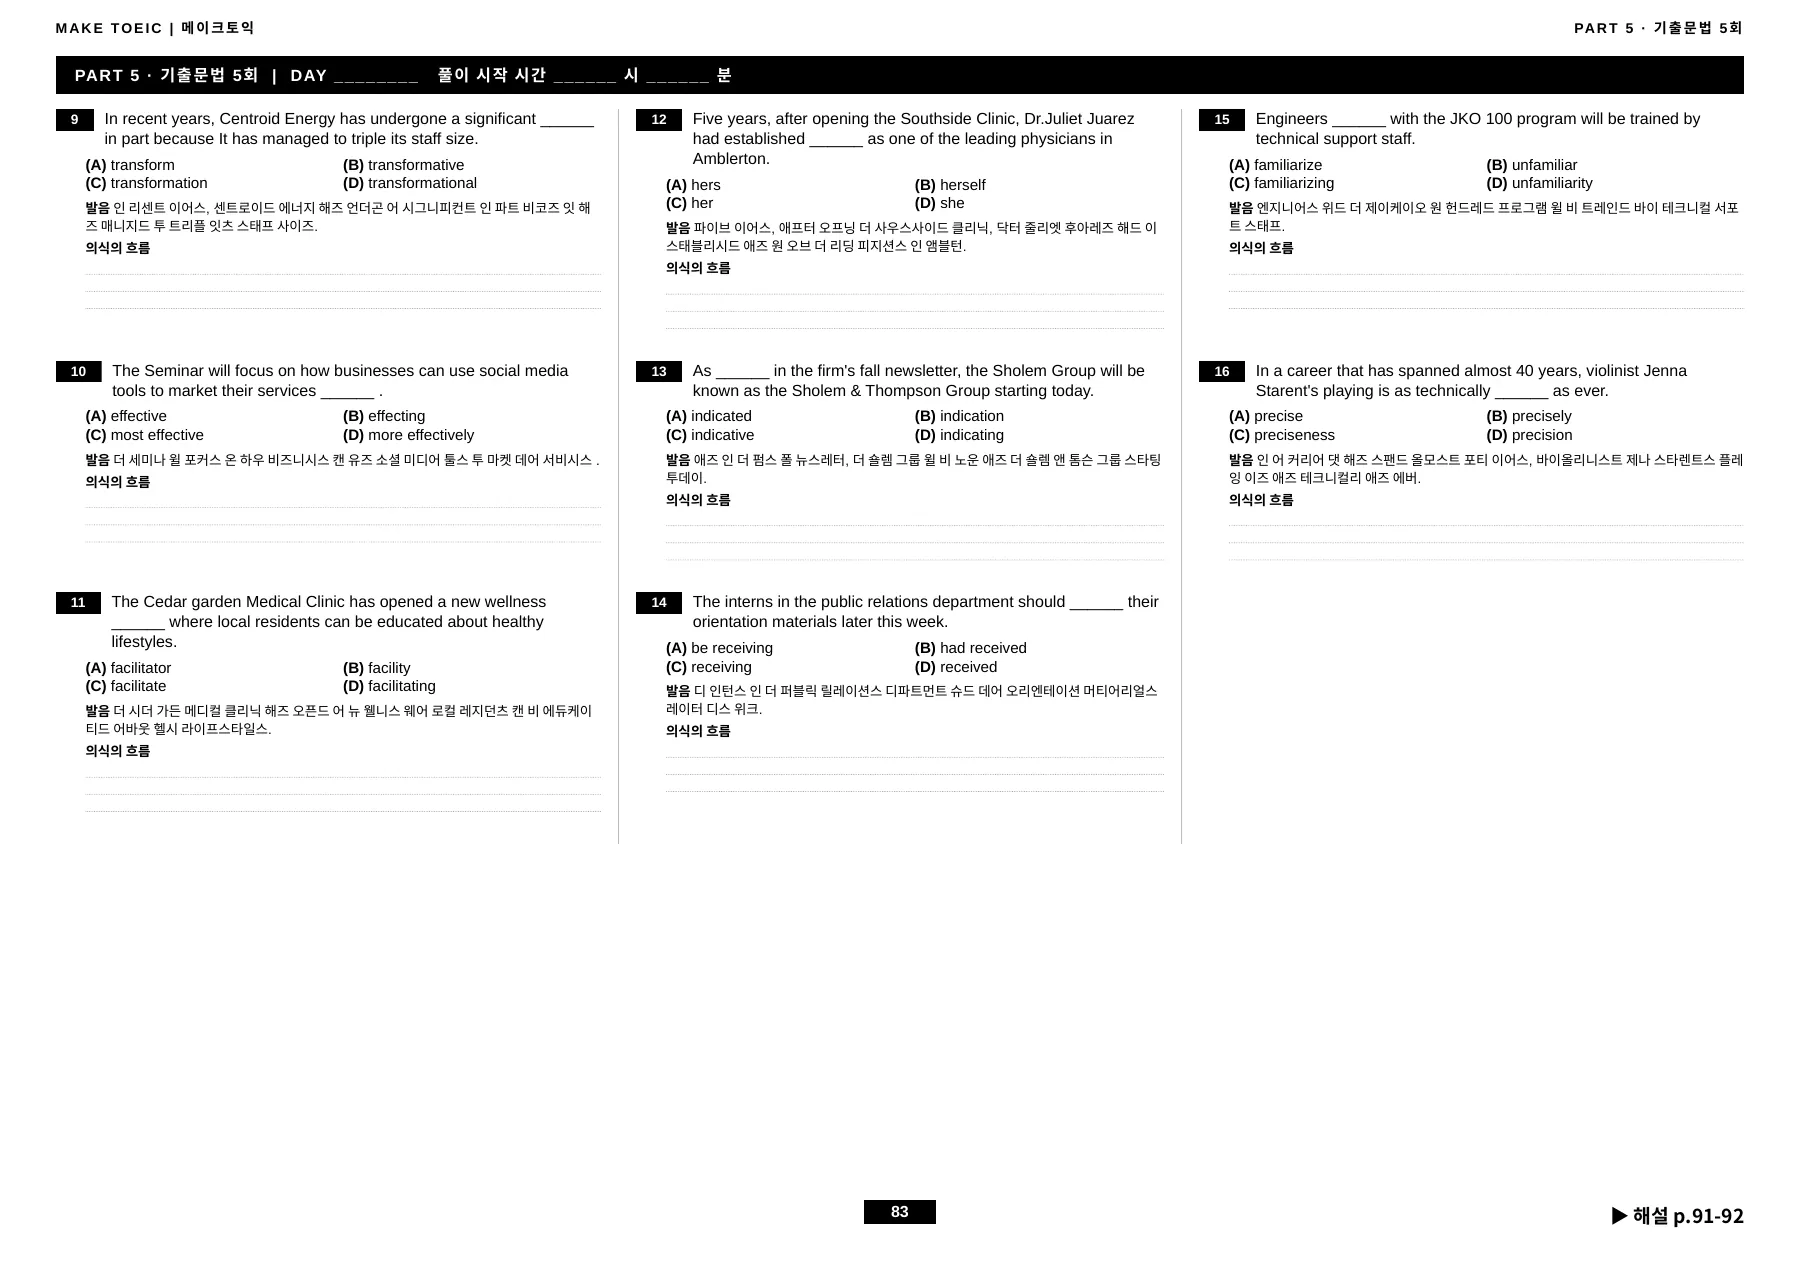 MAKE TOEIC | 메이크토익
PART 5 · 기출문법 5회
PART 5 · 기출문법 5회 | DAY ________ 풀이 시작 시간 ______ 시 ______ 분
9 In recent years, Centroid Energy has undergone a significant ______
in part because It has managed to triple its staff size.
(A) transform (B) transformative
(C) transformation (D) transformational
발음 인 리센트 이어스, 센트로이드 에너지 해즈 언더곤 어 시그니피컨트 인 파트 비코즈 잇 해
즈 매니지드 투 트리플 잇츠 스태프 사이즈.
의식의 흐름
10 The Seminar will focus on how businesses can use social media
tools to market their services ______ .
(A) effective (B) effecting
(C) most effective (D) more effectively
발음 더 세미나 윌 포커스 온 하우 비즈니시스 캔 유즈 소셜 미디어 툴스 투 마켓 데어 서비시스 .
의식의 흐름
11 The Cedar garden Medical Clinic has opened a new wellness
______ where local residents can be educated about healthy
lifestyles.
(A) facilitator (B) facility
(C) facilitate (D) facilitating
발음 더 시더 가든 메디컬 클리닉 해즈 오픈드 어 뉴 웰니스 웨어 로컬 레지던츠 캔 비 에듀케이
티드 어바웃 헬시 라이프스타일스.
의식의 흐름
12 Five years, after opening the Southside Clinic, Dr.Juliet Juarez
had established ______ as one of the leading physicians in
Amblerton.
(A) hers (B) herself
(C) her (D) she
발음 파이브 이어스, 애프터 오프닝 더 사우스사이드 클리닉, 닥터 줄리엣 후아레즈 해드 이
스태블리시드 애즈 원 오브 더 리딩 피지션스 인 앰블턴.
의식의 흐름
13 As ______ in the firm's fall newsletter, the Sholem Group will be
known as the Sholem & Thompson Group starting today.
(A) indicated (B) indication
(C) indicative (D) indicating
발음 애즈 인 더 펌스 폴 뉴스레터, 더 숄렘 그룹 윌 비 노운 애즈 더 숄렘 앤 톰슨 그룹 스타팅
투데이.
의식의 흐름
14 The interns in the public relations department should ______ their
orientation materials later this week.
(A) be receiving (B) had received
(C) receiving (D) received
발음 디 인턴스 인 더 퍼블릭 릴레이션스 디파트먼트 슈드 데어 오리엔테이션 머티어리얼스
레이터 디스 위크.
의식의 흐름
15 Engineers ______ with the JKO 100 program will be trained by
technical support staff.
(A) familiarize (B) unfamiliar
(C) familiarizing (D) unfamiliarity
발음 엔지니어스 위드 더 제이케이오 원 헌드레드 프로그램 윌 비 트레인드 바이 테크니컬 서포
트 스태프.
의식의 흐름
16 In a career that has spanned almost 40 years, violinist Jenna
Starent's playing is as technically ______ as ever.
(A) precise (B) precisely
(C) preciseness (D) precision
발음 인 어 커리어 댓 해즈 스팬드 올모스트 포티 이어스, 바이올리니스트 제나 스타렌트스 플레
잉 이즈 애즈 테크니컬리 애즈 에버.
의식의 흐름
83
▶ 해설 p.91-92